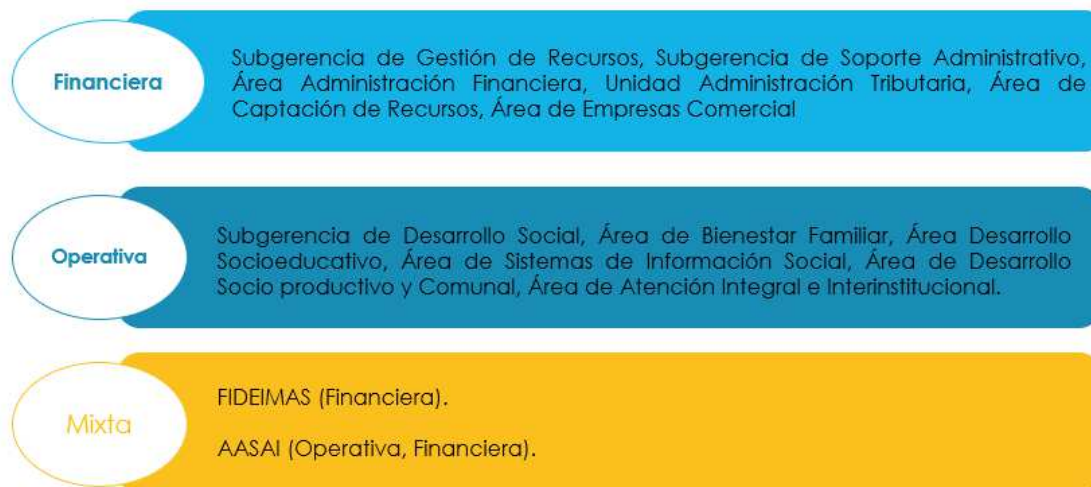 Financiera
Subgerencia de Gestión de Recursos, Subgerencia de Soporte Administrativo,
Área Administración Financiera, Unidad Administración Tributaria, Área de
Captación de Recursos, Área de Empresas Comercial
Operativa
Subgerencia de Desarrollo Social, Área de Bienestar Familiar, Área Desarrollo
Socioeducativo, Área de Sistemas de Información Social, Área de Desarrollo
Socio productivo y Comunal, Área de Atención Integral e Interinstitucional.
Mixta
FIDEIMAS (Financiera).
AASAI (Operativa, Financiera).